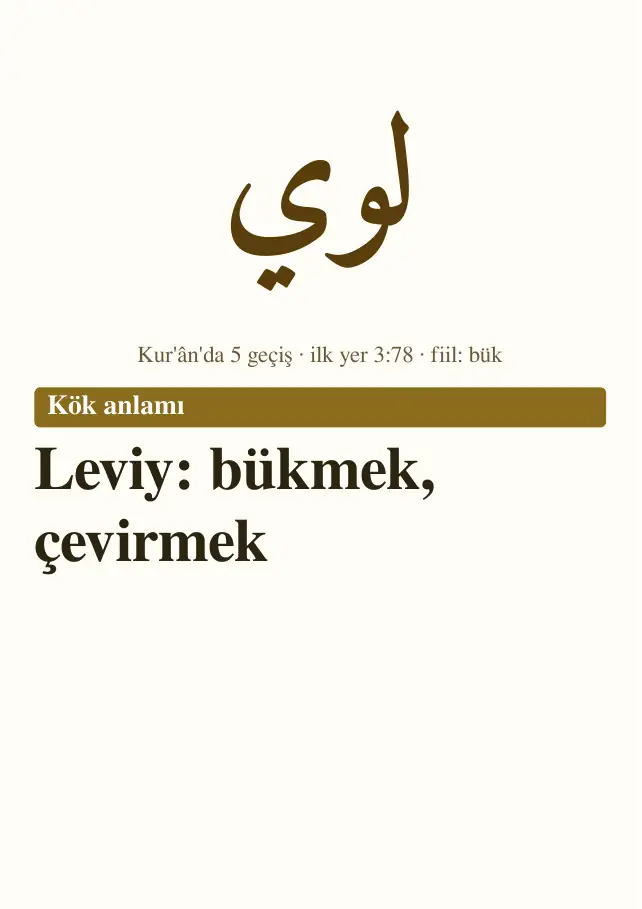 لوي
Kur'ân'da 5 geçiş · ilk yer 3:78 · fiil: bük
Kök anlamı
Leviy: bükmek,
çevirmek